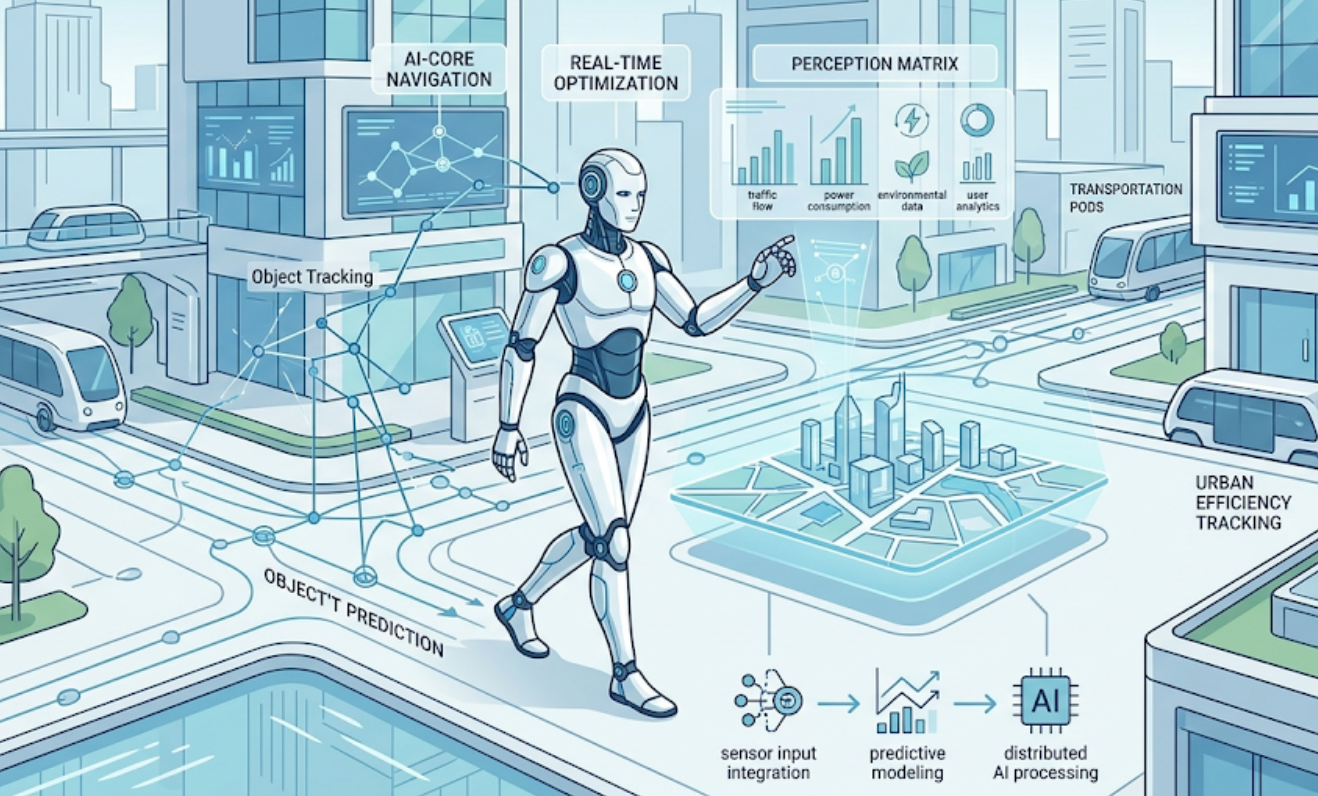 AI-CORE
NAVIGATION
REAL-TIME
OPTIMIZATION
PERCEPTION MATRIX
traffic
flow
power
consumption
environmental
data
user
analytics
TRANSPORTATION
PODS
Object Tracking
URBAN
EFFICIENCY
TRACKING
OBJECT'T PREDICTION
sensor input
integration
predictive
modeling
AI
distributed
AI processing